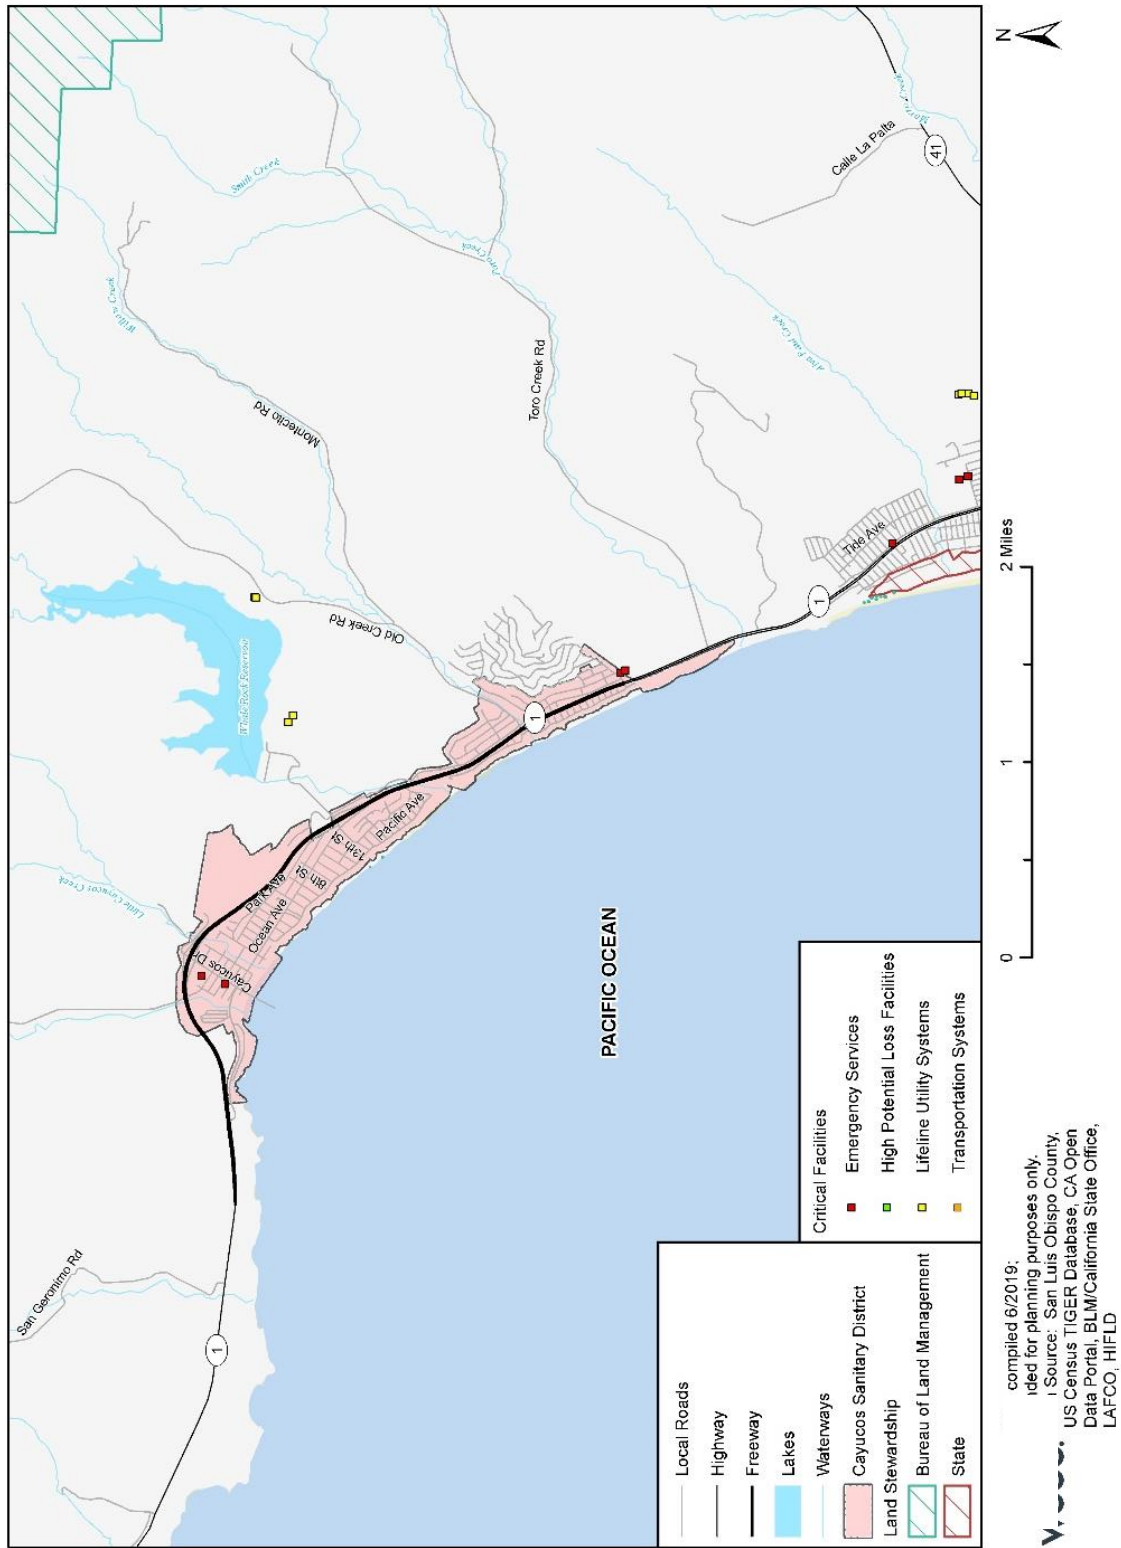 N
Smith Creek
Willow Creek
Toro Creek
Calle La Palta
41
Montecito Rd
Toro Creek Rd
Whale Rock Reservoir
Old Creek Rd
Tide Ave
1
1
Little Cayucos Creek
Park Ave
13th St
Pacific Ave
8th St
Ocean Ave
Cayucos Dr
PACIFIC OCEAN
San Geronimo Rd
1
Local Roads
Highway
Freeway
Lakes
Waterways
Cayucos Sanitary District
Land Stewardship
Bureau of Land Management
State
Critical Facilities
Emergency Services
High Potential Loss Facilities
Lifeline Utility Systems
Transportation Systems
0 1 2 Miles
compiled 6/2019;
ded for planning purposes only.
Source: San Luis Obispo County,
US Census TIGER Database, CA Open
Data Portal, BLM/California State Office,
LAFCO, HIFLD